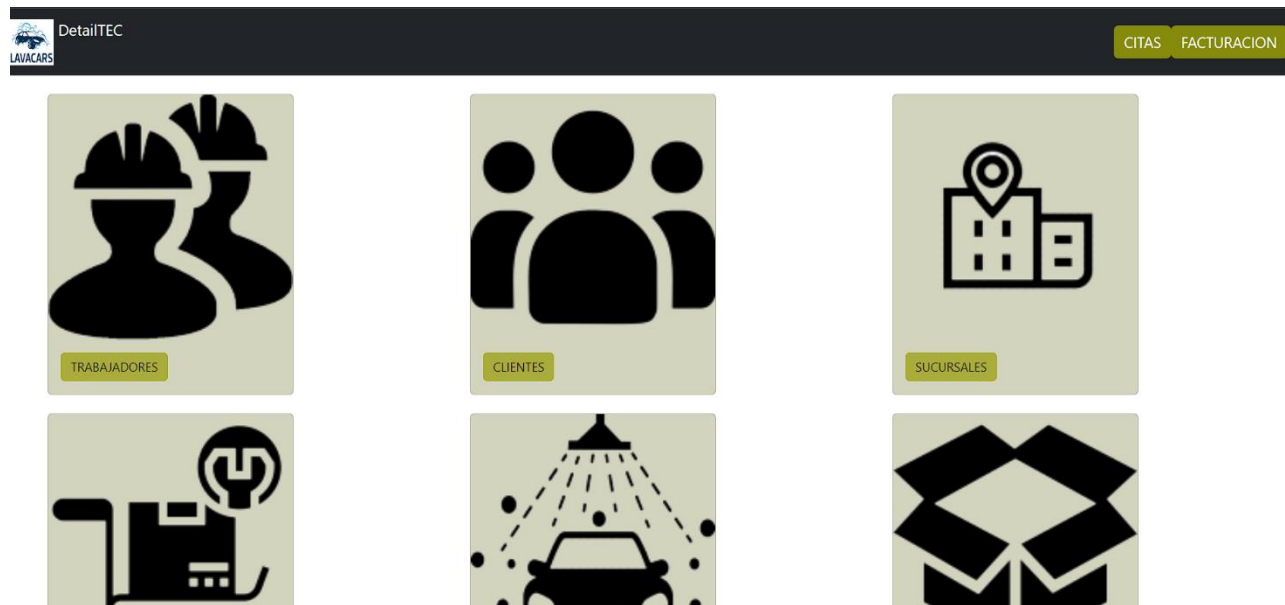 DetailTEC
LAVACARS
CITAS FACTURACION
TRABAJADORES
CLIENTES
SUCURSALES